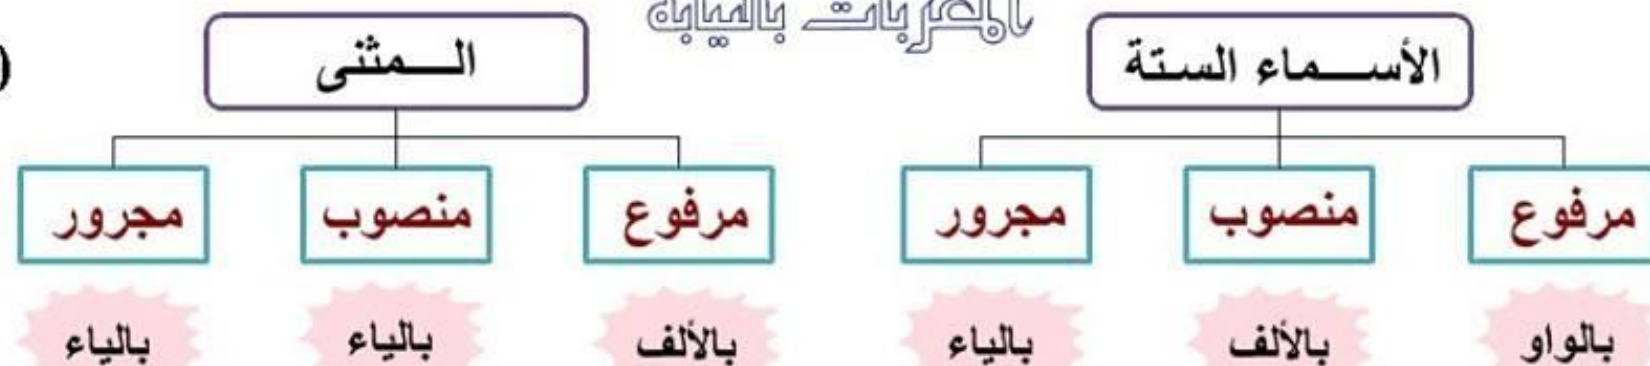 المعربات بالنيابة
الأسماء الستة
المثنى
مرفوع منصوب مجرور
مرفوع منصوب مجرور
بالواو بالألف بالياء
بالألف بالياء بالياء